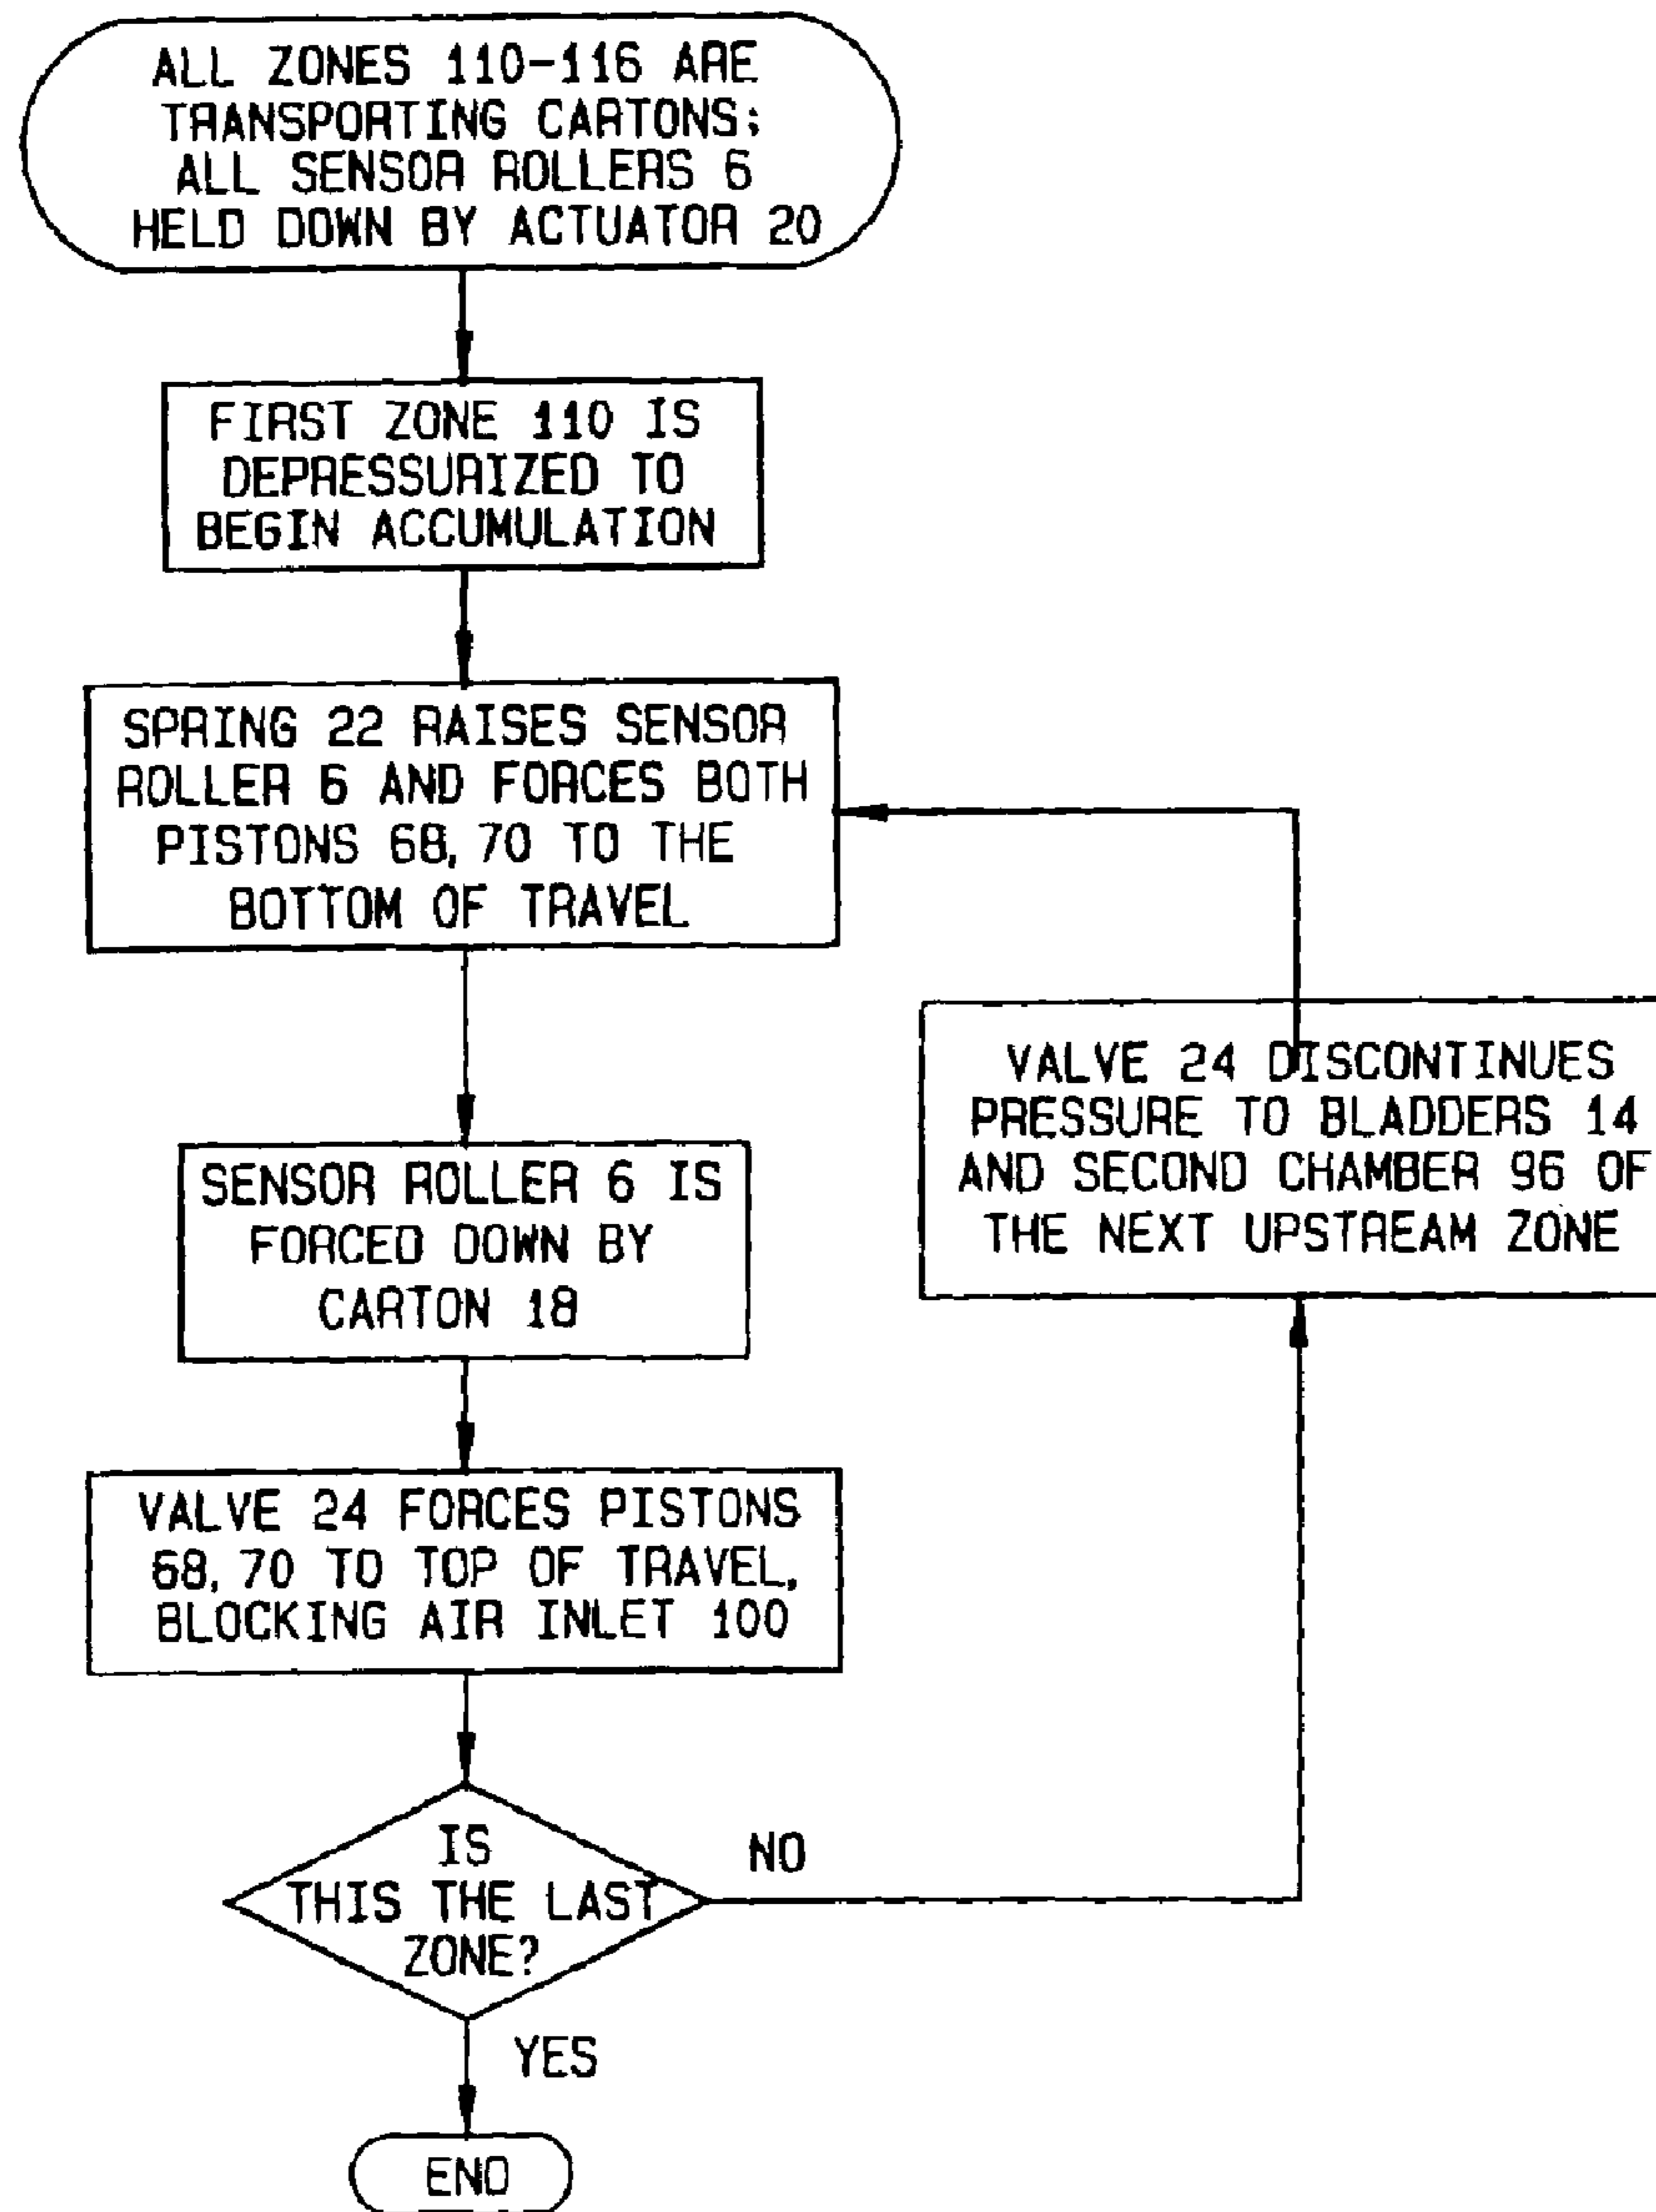 ALL ZONES 110-116 ARE
TRANSPORTING CARTONS;
ALL SENSOR ROLLERS 6
HELD DOWN BY ACTUATOR 20
FIRST ZONE 110 IS
DEPRESSURIZED TO
BEGIN ACCUMULATION
SPRING 22 RAISES SENSOR
ROLLER 6 AND FORCES BOTH
PISTONS 68, 70 TO THE
BOTTOM OF TRAVEL
SENSOR ROLLER 6 IS
FORCED DOWN BY
CARTON 18
VALVE 24 FORCES PISTONS
68, 70 TO TOP OF TRAVEL,
BLOCKING AIR INLET 100
IS
THIS THE LAST
ZONE?
NO
VALVE 24 DISCONTINUES
PRESSURE TO BLADDERS 14
AND SECOND CHAMBER 96 OF
THE NEXT UPSTREAM ZONE
YES
END